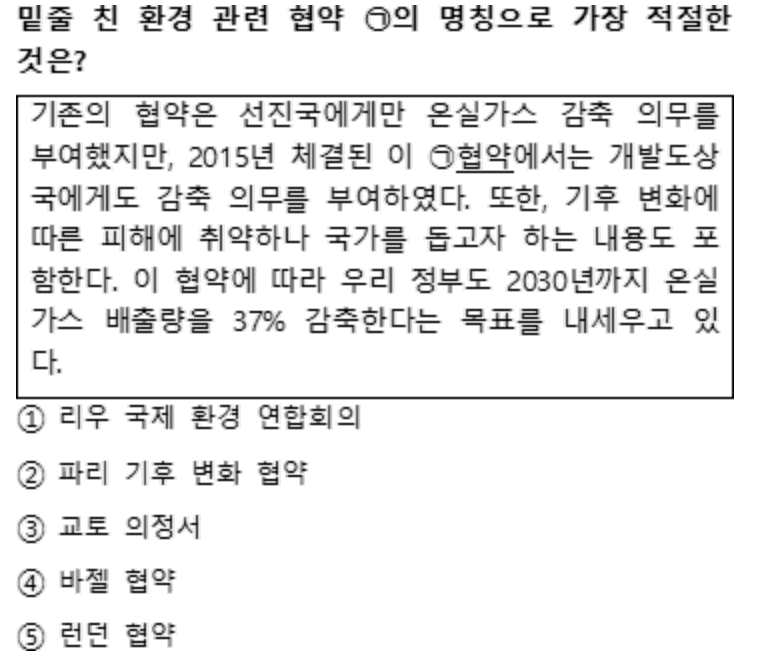 밑줄 친 환경 관련 협약 ㉠의 명칭으로 가장 적절한
것은?
기존의 협약은 선진국에게만 온실가스 감축 의무를
부여했지만, 2015년 체결된 이 ㉠협약에서는 개발도상
국에게도 감축 의무를 부여하였다. 또한, 기후 변화에
따른 피해에 취약하나 국가를 돕고자 하는 내용도 포
함한다. 이 협약에 따라 우리 정부도 2030년까지 온실
가스 배출량을 37% 감축한다는 목표를 내세우고 있
다.
① 리우 국제 환경 연합회의
② 파리 기후 변화 협약
③ 교토 의정서
④ 바젤 협약
⑤ 런던 협약